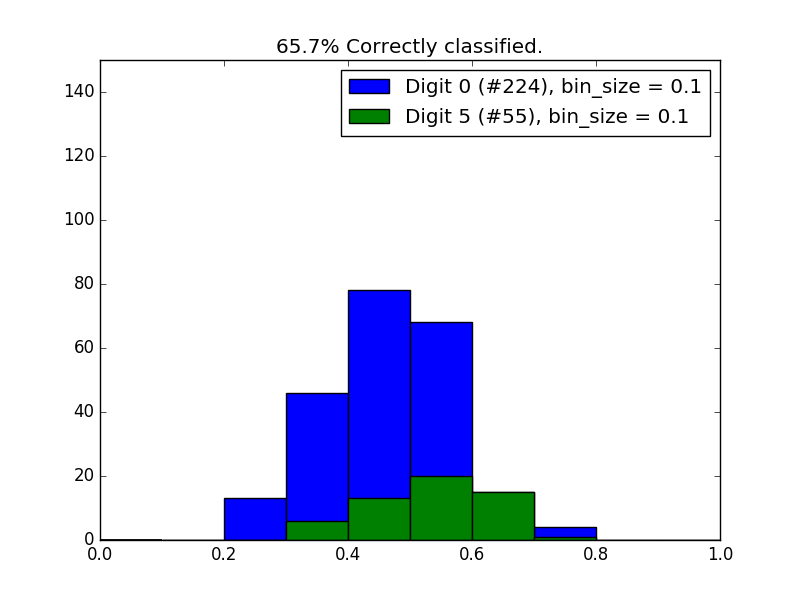 65.7% Correctly classified.
Digit 0 (#224), bin_size = 0.1
Digit 5 (#55), bin_size = 0.1
140
120
100
80
60
40
20
0
0.0 0.2 0.4 0.6 0.8 1.0